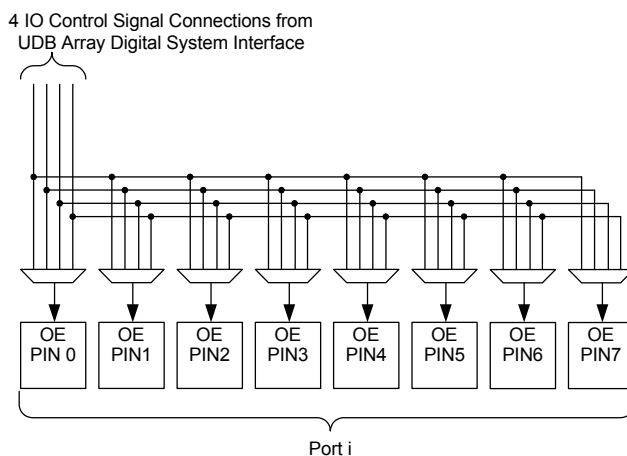 4 IO Control Signal Connections from
UDB Array Digital System Interface
OE
PIN 0
OE
PIN1
OE
PIN2
OE
PIN3
OE
PIN4
OE
PIN5
OE
PIN6
OE
PIN7
Port i